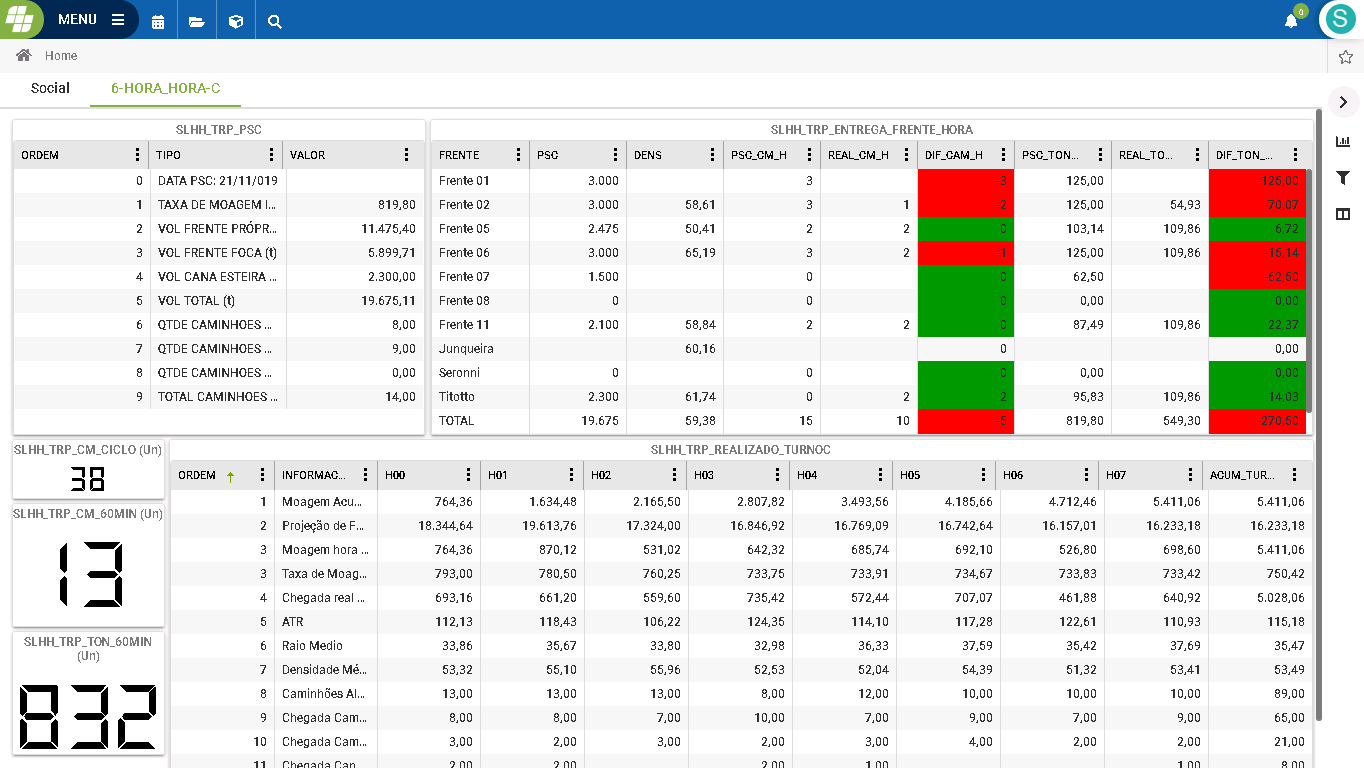 MENU
0
S
Home
Social 6-HORA_HORA-C
SLHH_TRP_PSC
ORDEM TIPO VALOR
0 DATA PSC: 21/11/019
1 TAXA DE MOAGEM I... 819,80
2 VOL FRENTE PRÓPR... 11.475,40
3 VOL FRENTE FOCA (t) 5.899,71
4 VOL CANA ESTEIRA ... 2.300,00
5 VOL TOTAL (t) 19.675,11
6 QTDE CAMINHOES ... 8,00
7 QTDE CAMINHOES ... 9,00
8 QTDE CAMINHOES ... 0,00
9 TOTAL CAMINHOES ... 14,00
SLHH_TRP_ENTREGA_FRENTE_HORA
FRENTE PSC DENS PSC_CM_H REAL_CM_H DIF_CAM_H PSC_TON... REAL_TO... DIF_TON_...
Frente 01 3.000 3 -3 125,00 -125,00
Frente 02 3.000 58,61 3 1 -2 125,00 54,93 -70,07
Frente 05 2.475 50,41 2 2 0 103,14 109,86 6,72
Frente 06 3.000 65,19 3 2 -1 125,00 109,86 -15,14
Frente 07 1.500 0 0 62,50 -62,50
Frente 08 0 0 0 0,00 0,00
Frente 11 2.100 58,84 2 2 0 87,49 109,86 22,37
Junqueira 60,16 0 0,00
Seronni 0 0 0 0,00 0,00
Titotto 2.300 61,74 0 2 2 95,83 109,86 14,03
TOTAL 19.675 59,38 15 10 -5 819,80 549,30 -270,50
SLHH_TRP_CM_CICLO (Un)
38
SLHH_TRP_CM_60MIN (Un)
13
SLHH_TRP_TON_60MIN
(Un)
832
SLHH_TRP_REALIZADO_TURNOC
ORDEM INFORMAC... H00 H01 H02 H03 H04 H05 H06 H07 ACUM_TUR...
1 Moagem Acu... 764,36 1.634,48 2.165,50 2.807,82 3.493,56 4.185,66 4.712,46 5.411,06 5.411,06
2 Projeção de F... 18.344,64 19.613,76 17.324,00 16.846,92 16.769,09 16.742,64 16.157,01 16.233,18 16.233,18
3 Moagem hora ... 764,36 870,12 531,02 642,32 685,74 692,10 526,80 698,60 5.411,06
3 Taxa de Moag... 793,00 780,50 760,25 733,75 733,91 734,67 733,83 733,42 750,42
4 Chegada real ... 693,16 661,20 559,60 735,42 572,44 707,07 461,88 640,92 5.028,06
5 ATR 112,13 118,43 106,22 124,35 114,10 117,28 122,61 110,93 115,18
6 Raio Medio 33,86 35,67 33,80 32,98 36,33 37,59 35,42 37,69 35,47
7 Densidade Mé... 53,32 55,10 55,96 52,53 52,04 54,39 51,32 53,41 53,49
8 Caminhões Al... 13,00 13,00 13,00 8,00 12,00 10,00 10,00 10,00 89,00
9 Chegada Cam... 8,00 8,00 7,00 10,00 7,00 9,00 7,00 9,00 65,00
10 Chegada Cam... 3,00 2,00 3,00 2,00 3,00 4,00 2,00 2,00 21,00
11 Chegada Can... 2,00 2,00 2,00 1,00 1,00 8,00